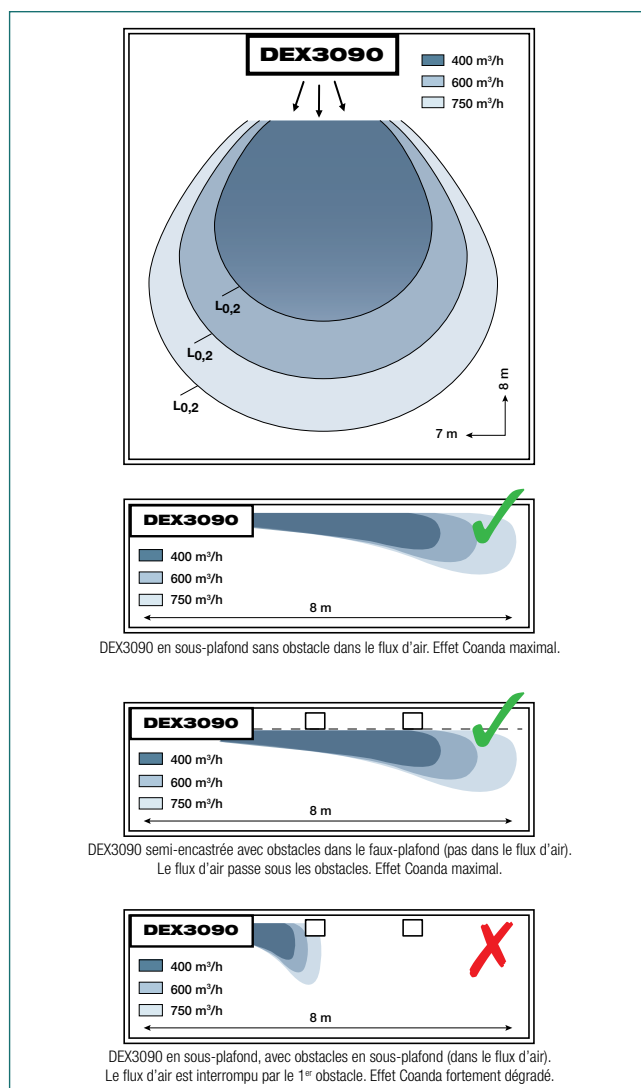 DEX3090
400 m³/h
600 m³/h
750 m³/h
L0,2
L0,2
L0,2
8 m
7 m
DEX3090
400 m³/h
600 m³/h
750 m³/h
8 m
DEX3090 en sous-plafond sans obstacle dans le flux d'air. Effet Coanda maximal.
DEX3090
400 m³/h
600 m³/h
750 m³/h
8 m
DEX3090 semi-encastrée avec obstacles dans le faux-plafond (pas dans le flux d'air).
Le flux d'air passe sous les obstacles. Effet Coanda maximal.
DEX3090
400 m³/h
600 m³/h
750 m³/h
8 m
DEX3090 en sous-plafond, avec obstacles en sous-plafond (dans le flux d'air).
Le flux d'air est interrompu par le 1er obstacle. Effet Coanda fortement dégradé.